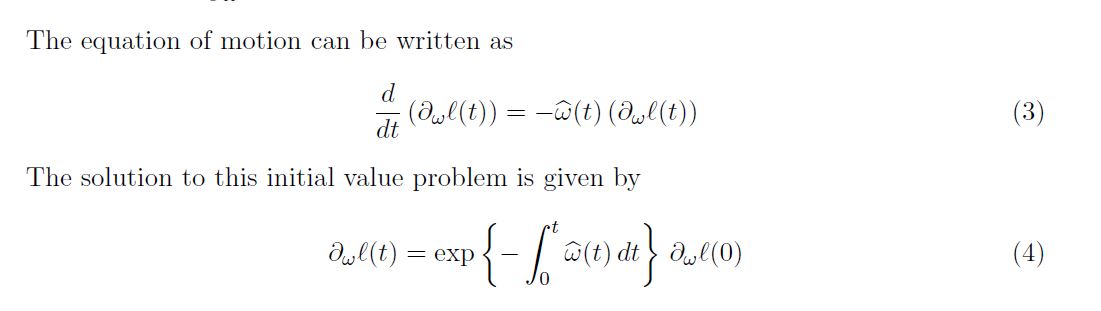 The equation of motion can be written as
d/dt (∂_ω ℓ(t)) = −ω̂(t) (∂_ω ℓ(t)) (3)
The solution to this initial value problem is given by
∂_ω ℓ(t) = exp { − ∫_0^t ω̂(t) dt } ∂_ω ℓ(0) (4)